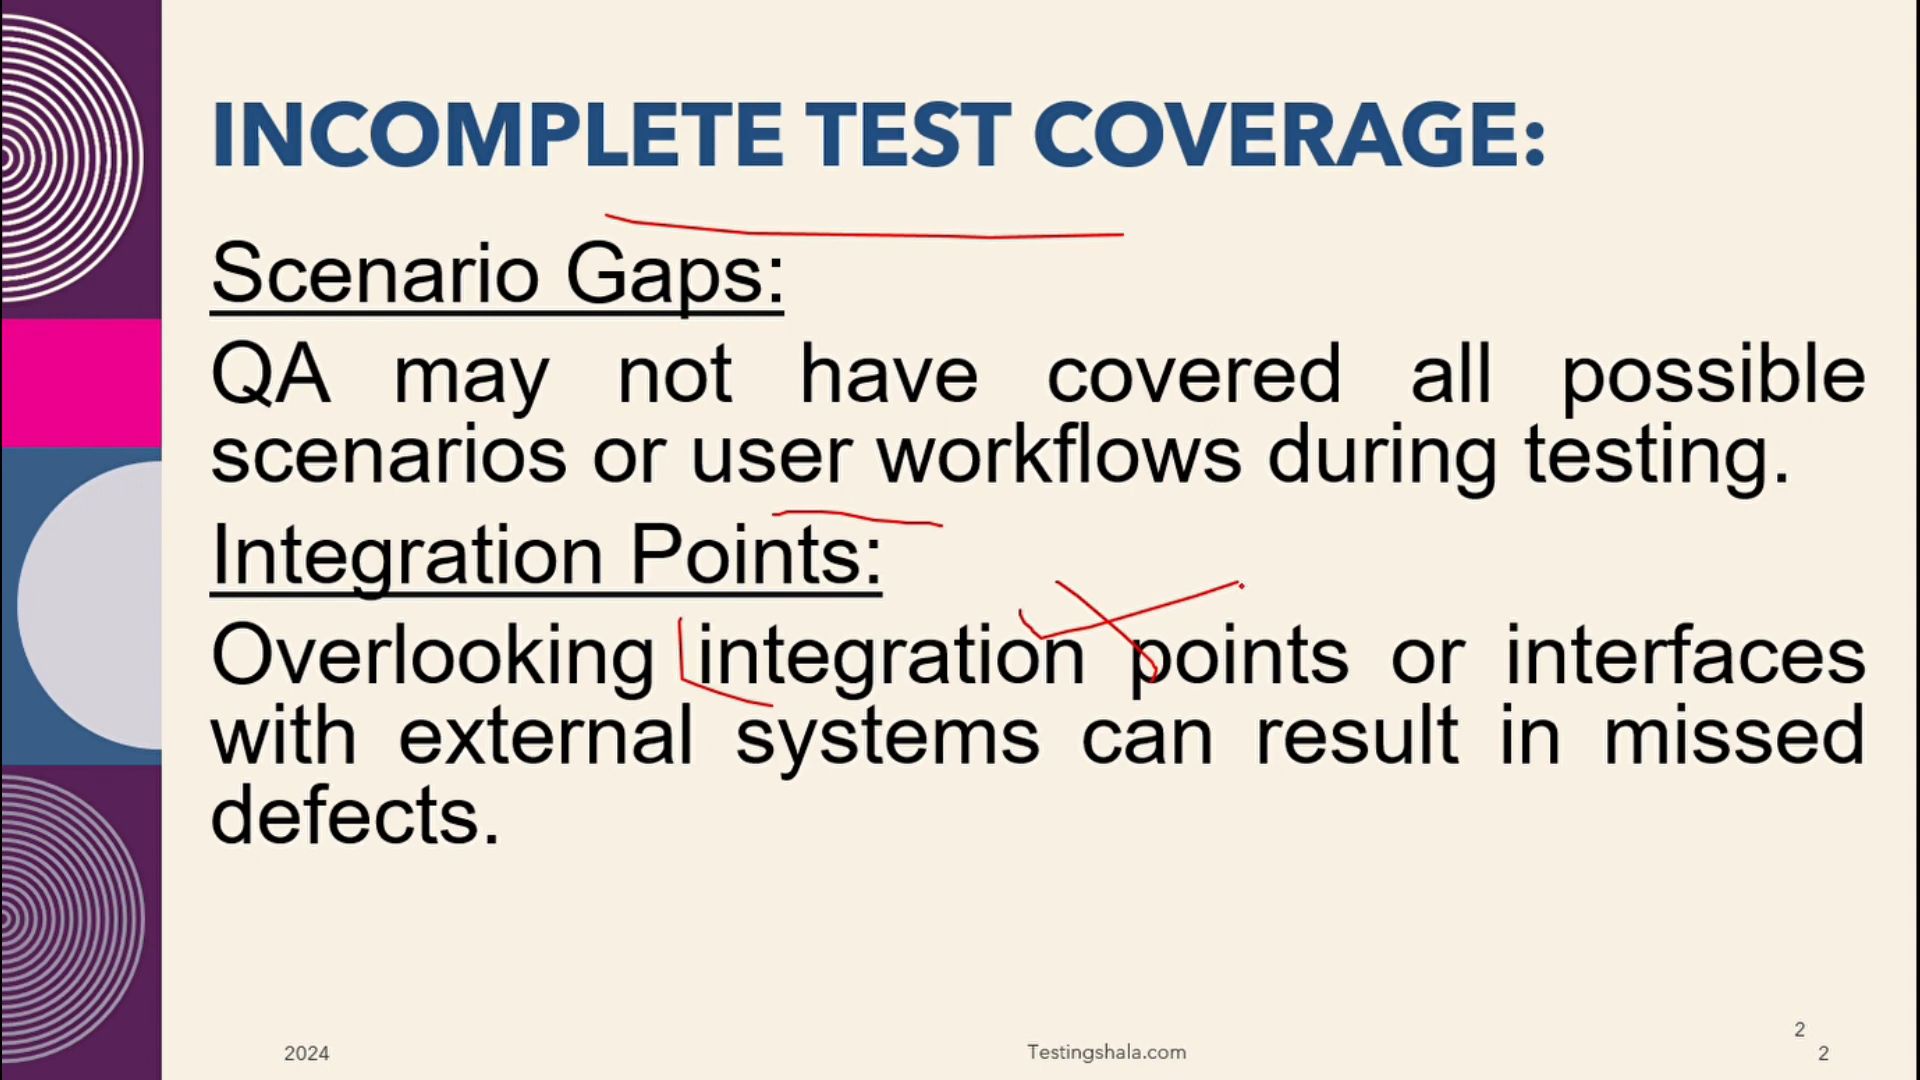 INCOMPLETE TEST COVERAGE:
Scenario Gaps:
QA may not have covered all possible
scenarios or user workflows during testing.
Integration Points:
Overlooking integration points or interfaces
with external systems can result in missed
defects.
2
2024 Testingshala.com 2